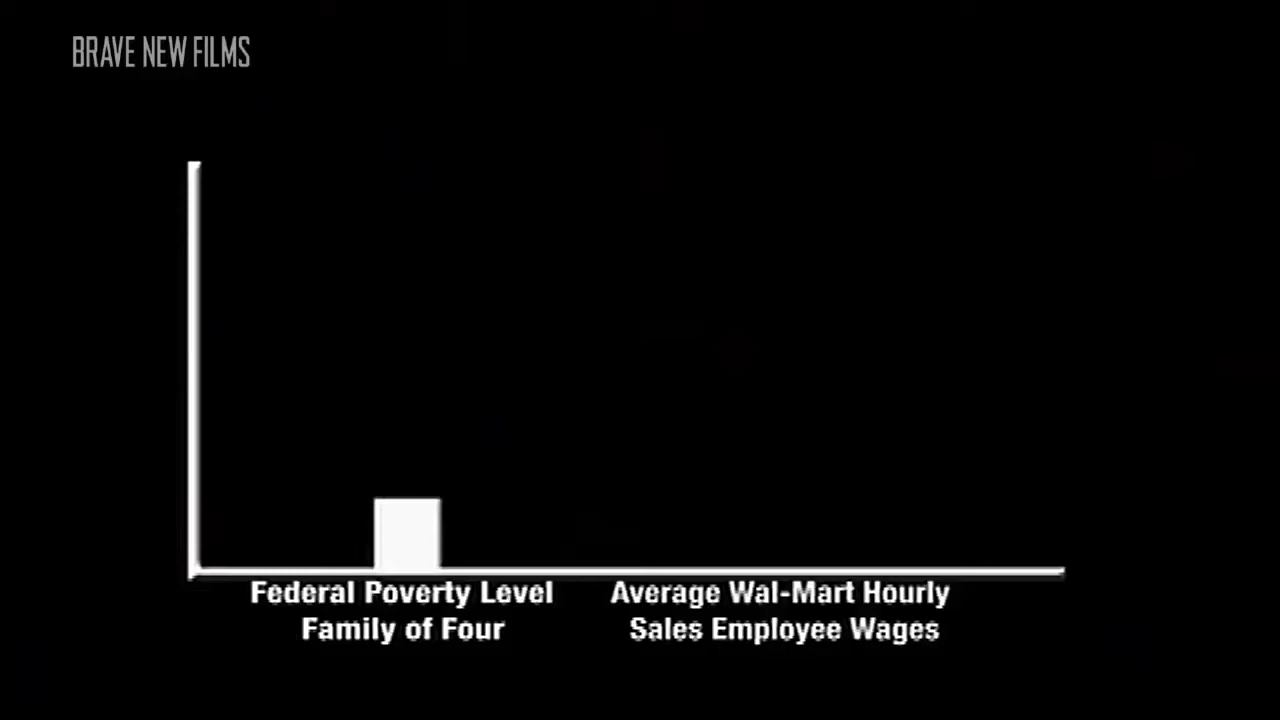 BRAVE NEW FILMS
Federal Poverty Level
Family of Four
Average Wal-Mart Hourly
Sales Employee Wages